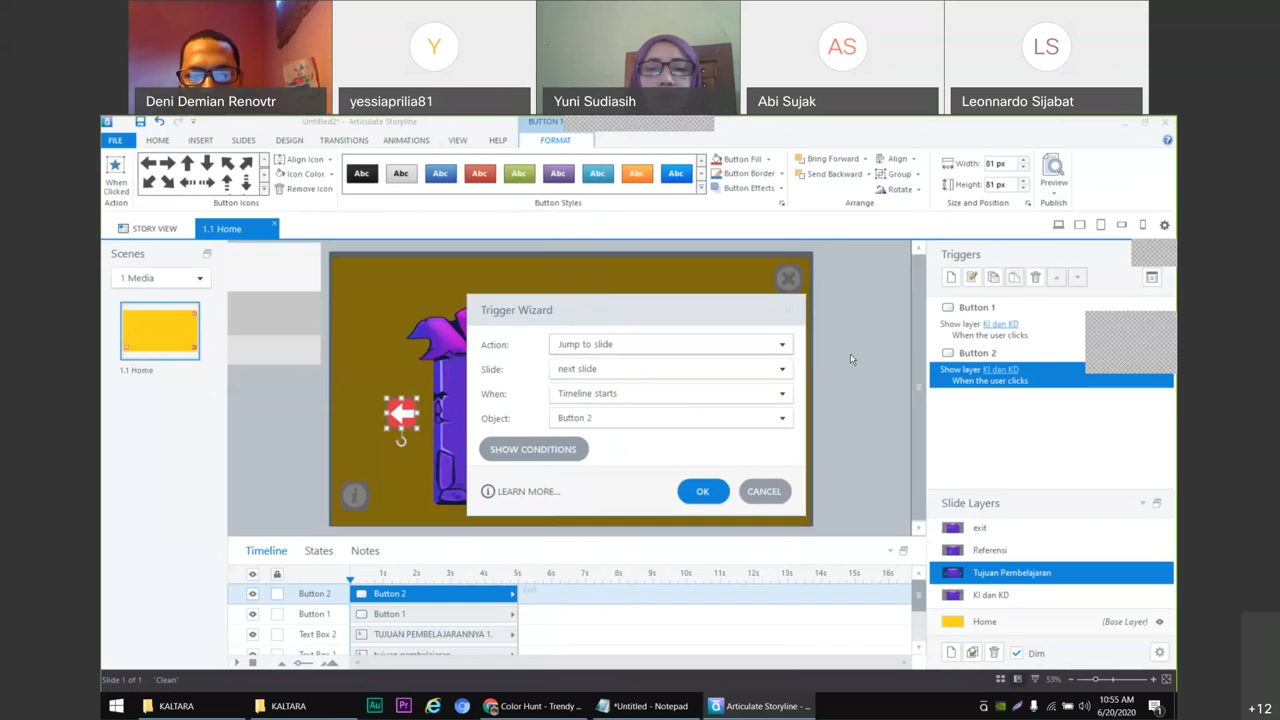 Y
AS
LS
Deni Demian Renovtr
yessiaprilia81
Yuni Sudiasih
Abi Sujak
Leonnardo Sijabat
Untitled2* - Articulate Storyline
BUTTON 1
FILE HOME INSERT SLIDES DESIGN TRANSITIONS ANIMATIONS VIEW HELP FORMAT
When Clicked
Action
Align Icon
Icon Color
Remove Icon
Button Icons
Abc Abc Abc Abc Abc Abc Abc Abc Abc
Button Styles
Button Fill
Button Border
Button Effects
Bring Forward
Send Backward
Align
Group
Rotate
Arrange
Width: 81 px
Height: 81 px
Size and Position
Preview
Publish
STORY VIEW
1.1 Home
Scenes
1 Media
1.1 Home
Trigger Wizard
Action: Jump to slide
Slide: next slide
When: Timeline starts
Object: Button 2
SHOW CONDITIONS
LEARN MORE...
OK
CANCEL
Triggers
Button 1
Show layer KI dan KD
When the user clicks
Button 2
Show layer KI dan KD
When the user clicks
Slide Layers
exit
Referensi
Tujuan Pembelajaran
KI dan KD
Home (Base Layer)
Dim
Timeline States Notes
1s 2s 3s 4s 5s 6s 7s 8s 9s 10s 11s 12s 13s 14s 15s 16s
Button 2 Button 2 End
Button 1 Button 1
Text Box 2 TUJUAN PEMBELAJARANNYA 1.
Text Box 1 tujuan pembelajaran
Slide 1 of 1 "Clean"
53%
KALTARA
KALTARA
Au
Pr
Color Hunt - Trendy ...
*Untitled - Notepad
Articulate Storyline - ...
10:55 AM
6/20/2020
1
+12